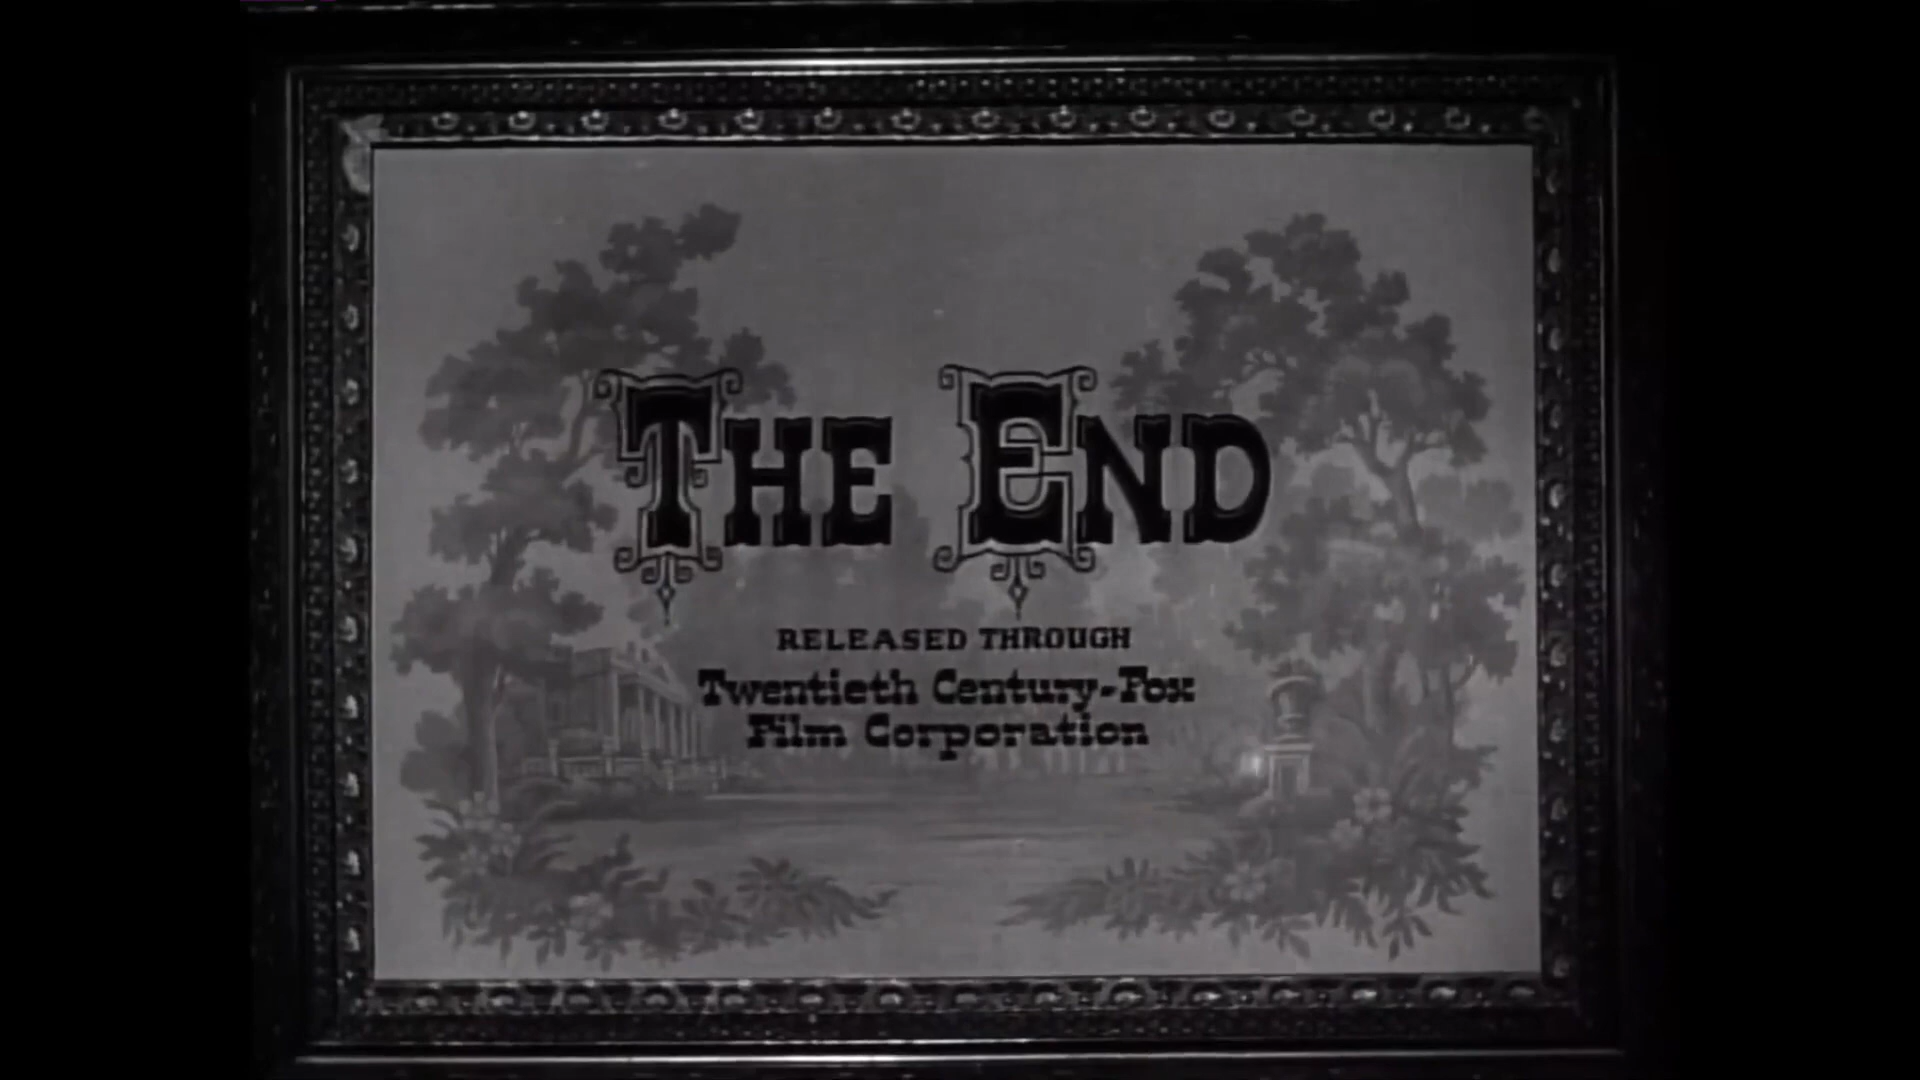 THE END
RELEASED THROUGH
Twentieth Century-Fox
Film Corporation